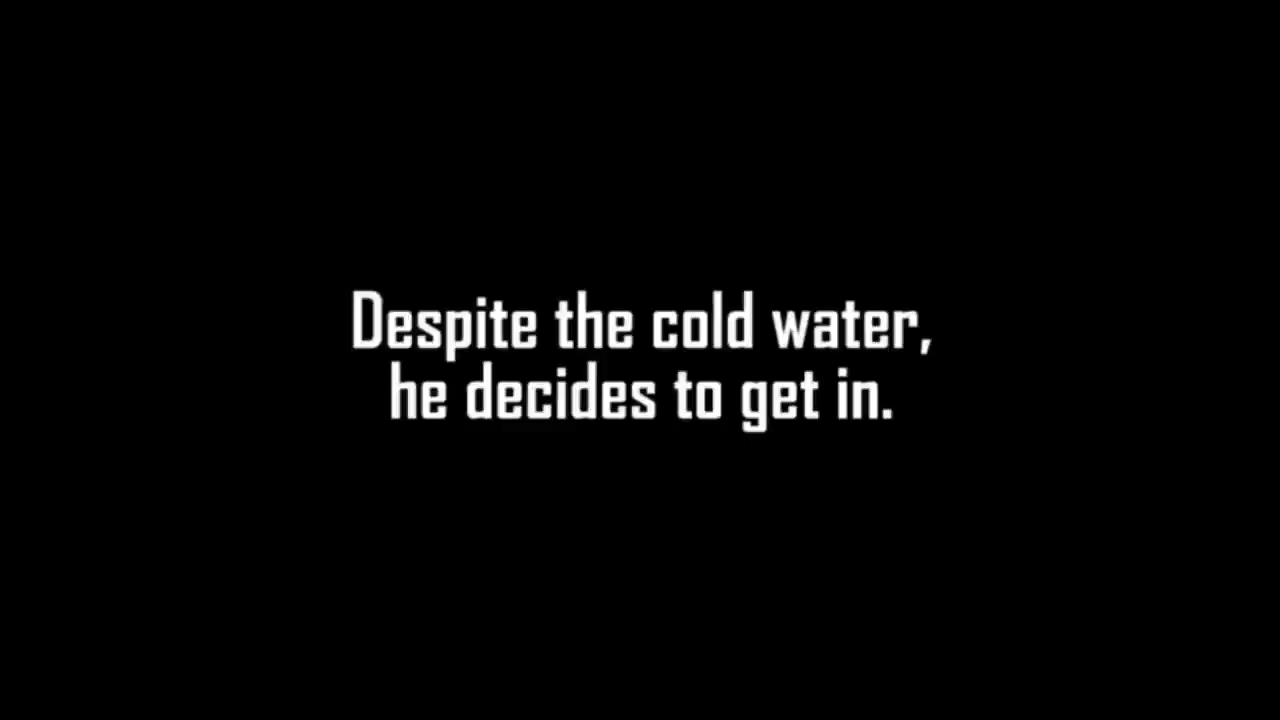 Despite the cold water,
he decides to get in.